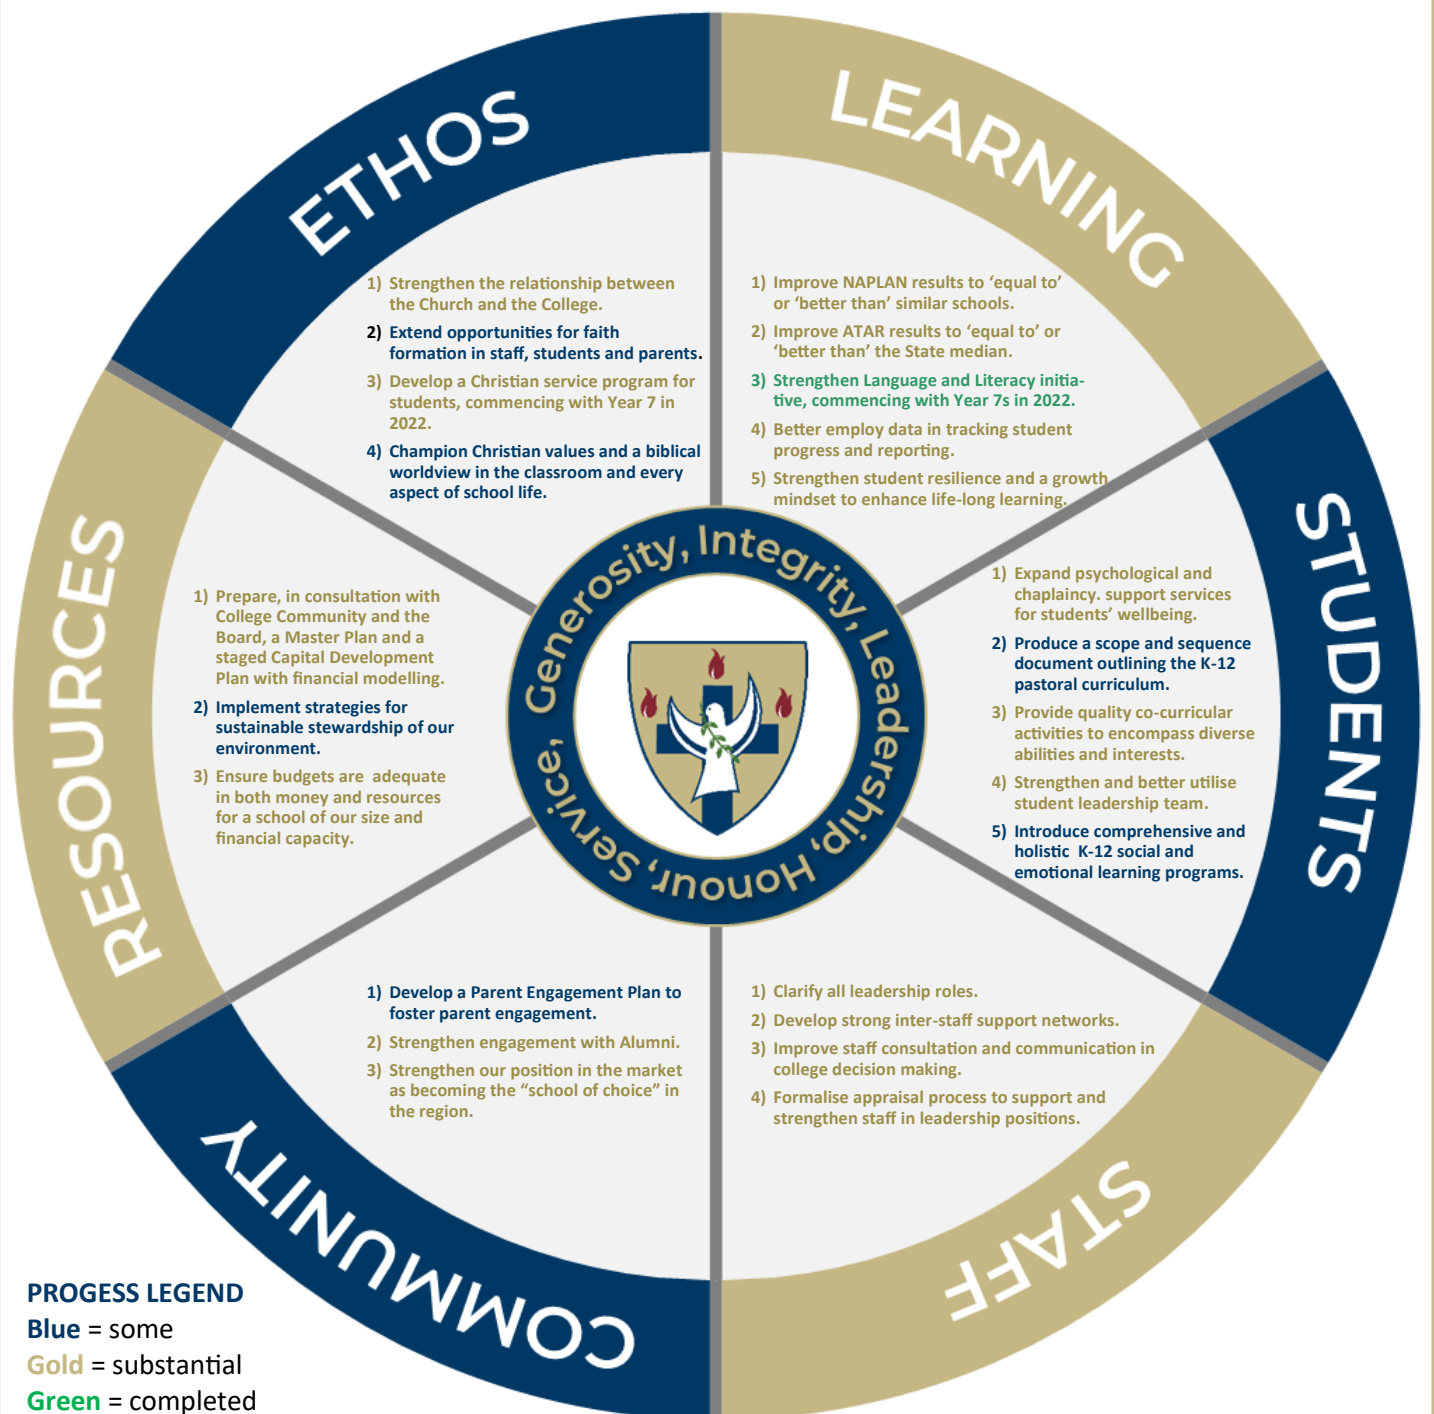 ETHOS
1) Strengthen the relationship between
the Church and the College.
2) Extend opportunities for faith
formation in staff, students and parents.
3) Develop a Christian service program for
students, commencing with Year 7 in
2022.
4) Champion Christian values and a biblical
worldview in the classroom and every
aspect of school life.
LEARNING
1) Improve NAPLAN results to ‘equal to’
or ‘better than’ similar schools.
2) Improve ATAR results to ‘equal to’ or
‘better than’ the State median.
3) Strengthen Language and Literacy initia-
tive, commencing with Year 7s in 2022.
4) Better employ data in tracking student
progress and reporting.
5) Strengthen student resilience and a growth
mindset to enhance life-long learning.
STUDENTS
1) Expand psychological and
chaplaincy. support services
for students’ wellbeing.
2) Produce a scope and sequence
document outlining the K-12
pastoral curriculum.
3) Provide quality co-curricular
activities to encompass diverse
abilities and interests.
4) Strengthen and better utilise
student leadership team.
5) Introduce comprehensive and
holistic K-12 social and
emotional learning programs.
STAFF
1) Clarify all leadership roles.
2) Develop strong inter-staff support networks.
3) Improve staff consultation and communication in
college decision making.
4) Formalise appraisal process to support and
strengthen staff in leadership positions.
COMMUNITY
1) Develop a Parent Engagement Plan to
foster parent engagement.
2) Strengthen engagement with Alumni.
3) Strengthen our position in the market
as becoming the “school of choice” in
the region.
RESOURCES
1) Prepare, in consultation with
College Community and the
Board, a Master Plan and a
staged Capital Development
Plan with financial modelling.
2) Implement strategies for
sustainable stewardship of our
environment.
3) Ensure budgets are adequate
in both money and resources
for a school of our size and
financial capacity.
Generosity, Integrity, Leadership, Honour, Service,
PROGESS LEGEND
Blue = some
Gold = substantial
Green = completed